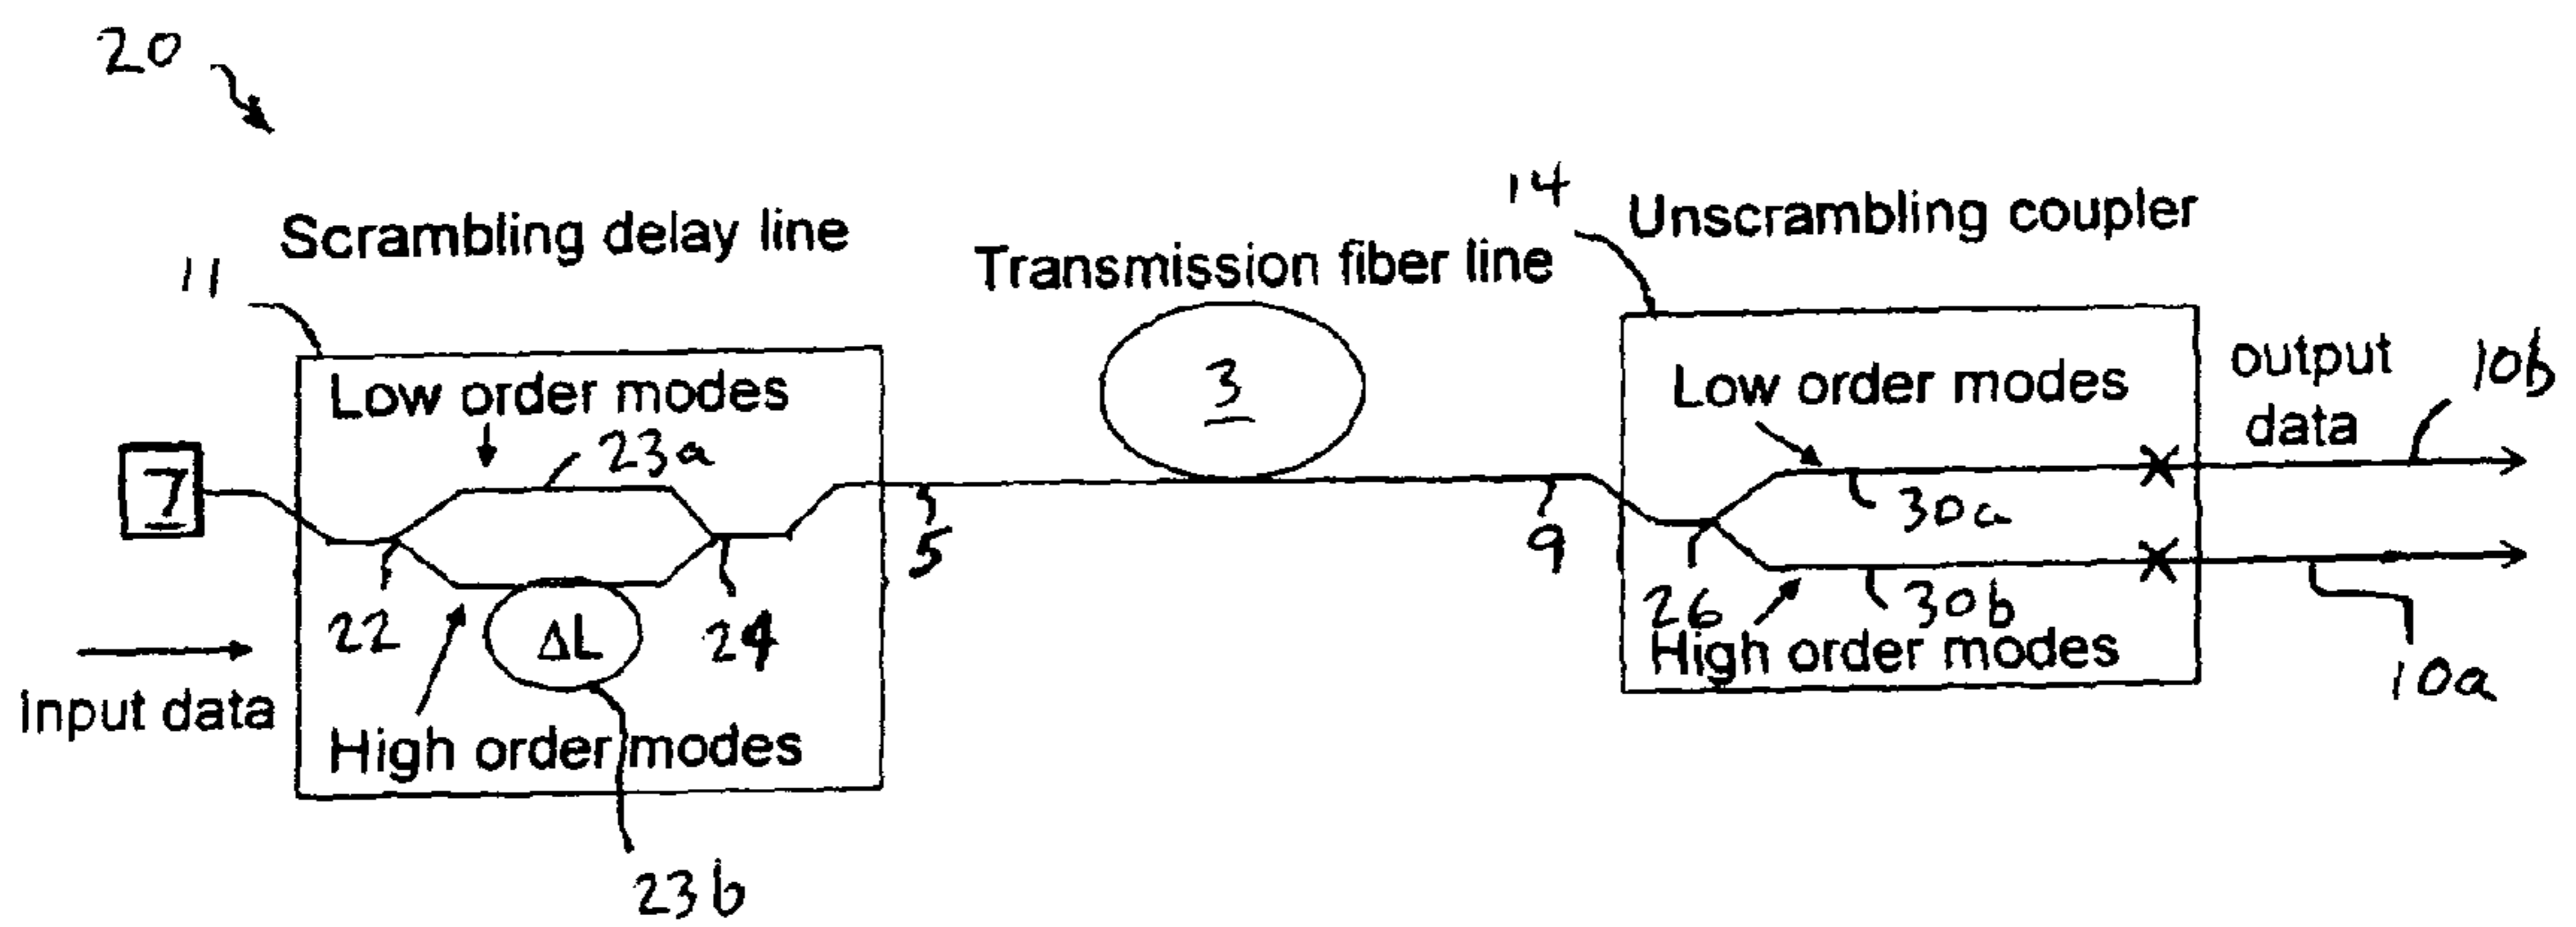 20
Scrambling delay line
11
Transmission fiber line
14
Unscrambling coupler
Low order modes
23a
7
22
ΔL
24
High order modes
23b
Input data
3
5
9
Low order modes
30a
26
30b
High order modes
output
data
10b
10a